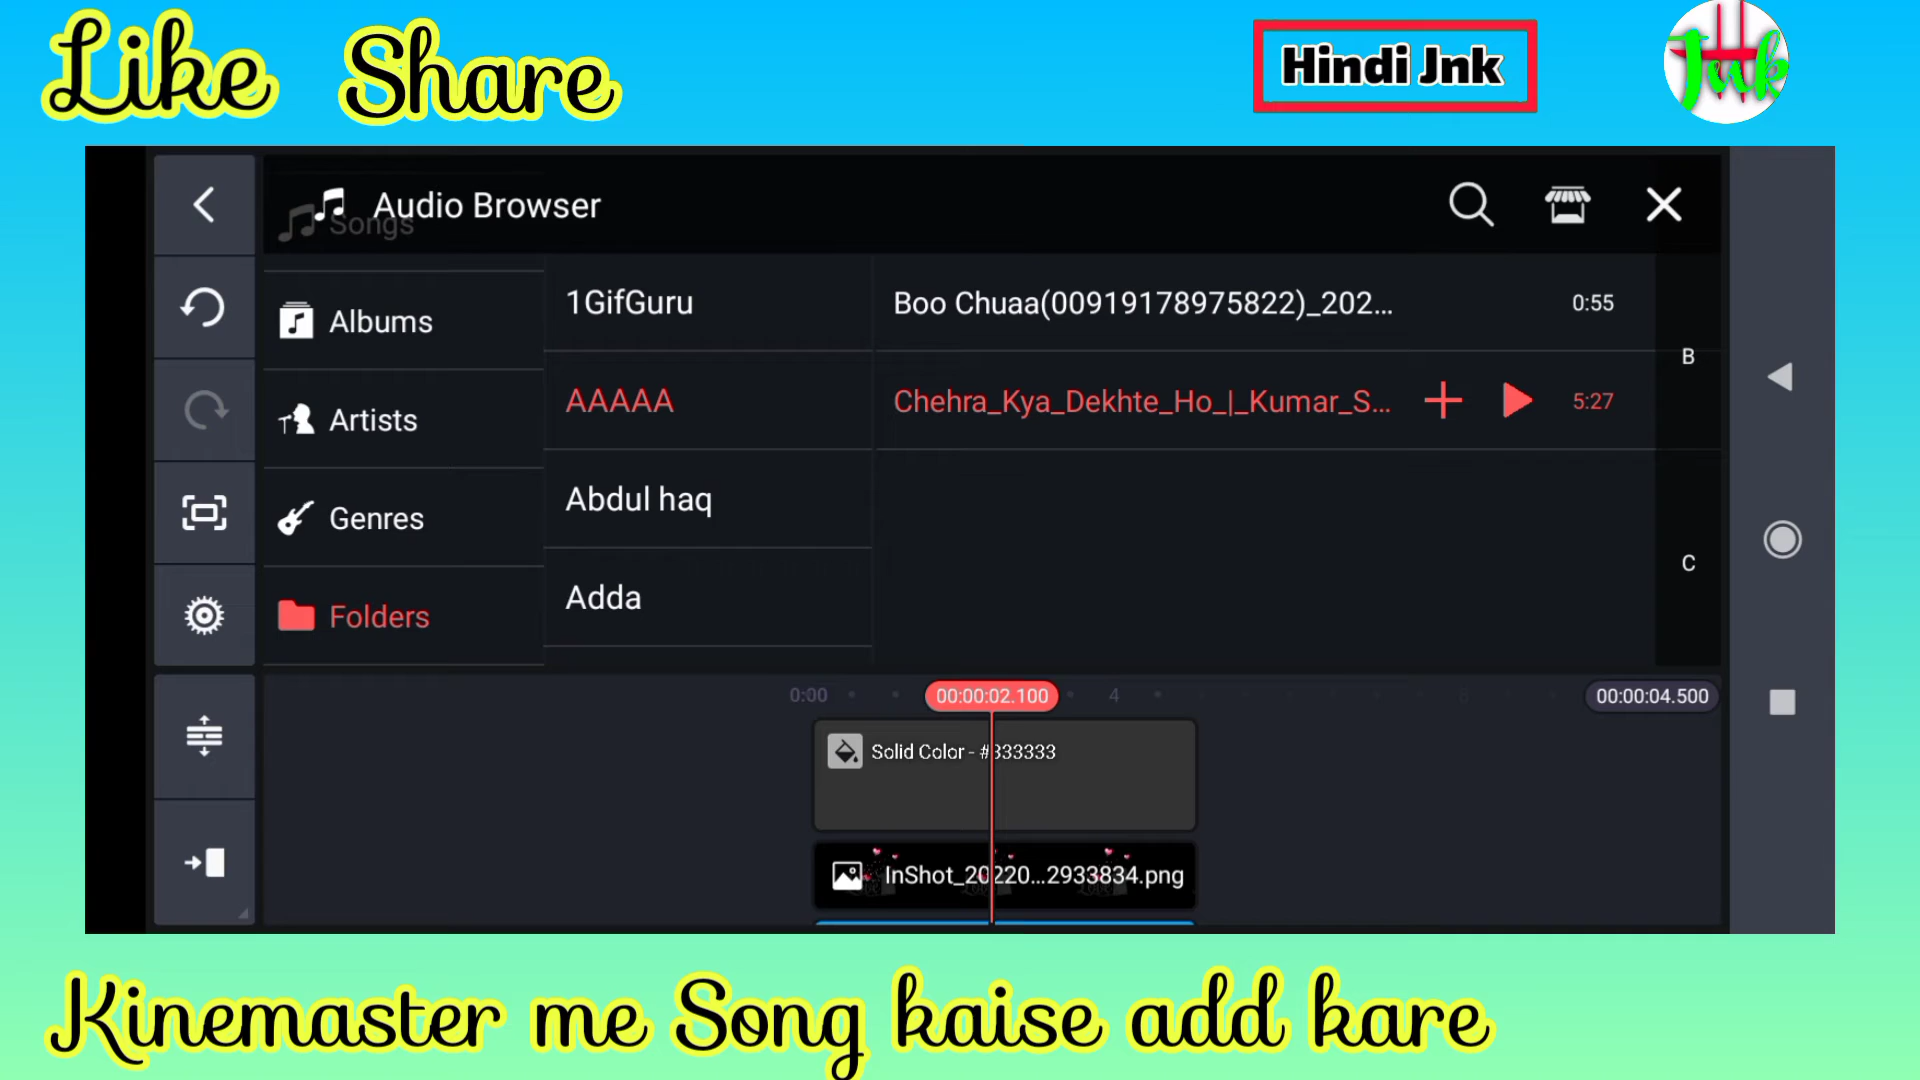 Like Share
Hindi Jnk
Jnk
Audio Browser
Songs
Albums
Artists
Genres
Folders
1GifGuru
AAAAA
Abdul haq
Adda
Boo Chuaa(00919178975822)_202... 0:55
Chehra_Kya_Dekhte_Ho_|_Kumar_S... 5:27
B
C
0:00 00:00:02.100 4 8 00:00:04.500
Solid Color - #333333
InShot_20220...2933834.png
Kinemaster me Song kaise add kare